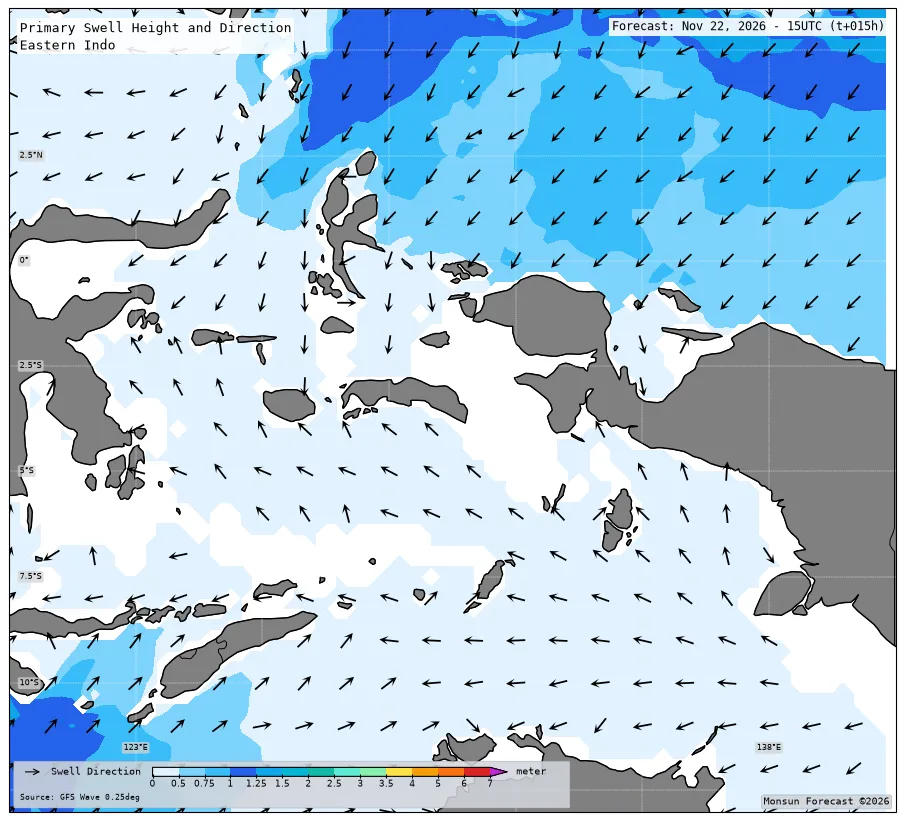 Primary Swell Height and Direction
Eastern Indo
Forecast: Nov 22, 2026 - 15UTC (t+015h)
2.5°N
0°
2.5°S
5°S
7.5°S
10°S
123°E
138°E
Swell Direction
0 0.5 0.75 1 1.25 1.5 1.75 2 2.5 3 3.5 4 5 6 7
meter
Source: GFS Wave 0.25deg
Monsun Forecast ©2026